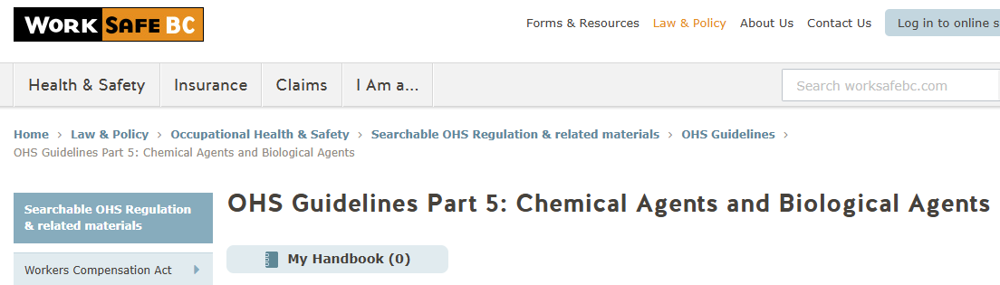 WORK SAFE BC
Forms & Resources Law & Policy About Us Contact Us Log in to online s
Health & Safety Insurance Claims I Am a... Search worksafebc.com
Home > Law & Policy > Occupational Health & Safety > Searchable OHS Regulation & related materials > OHS Guidelines >
OHS Guidelines Part 5: Chemical Agents and Biological Agents
Searchable OHS Regulation
& related materials
OHS Guidelines Part 5: Chemical Agents and Biological Agents
My Handbook (0)
Workers Compensation Act